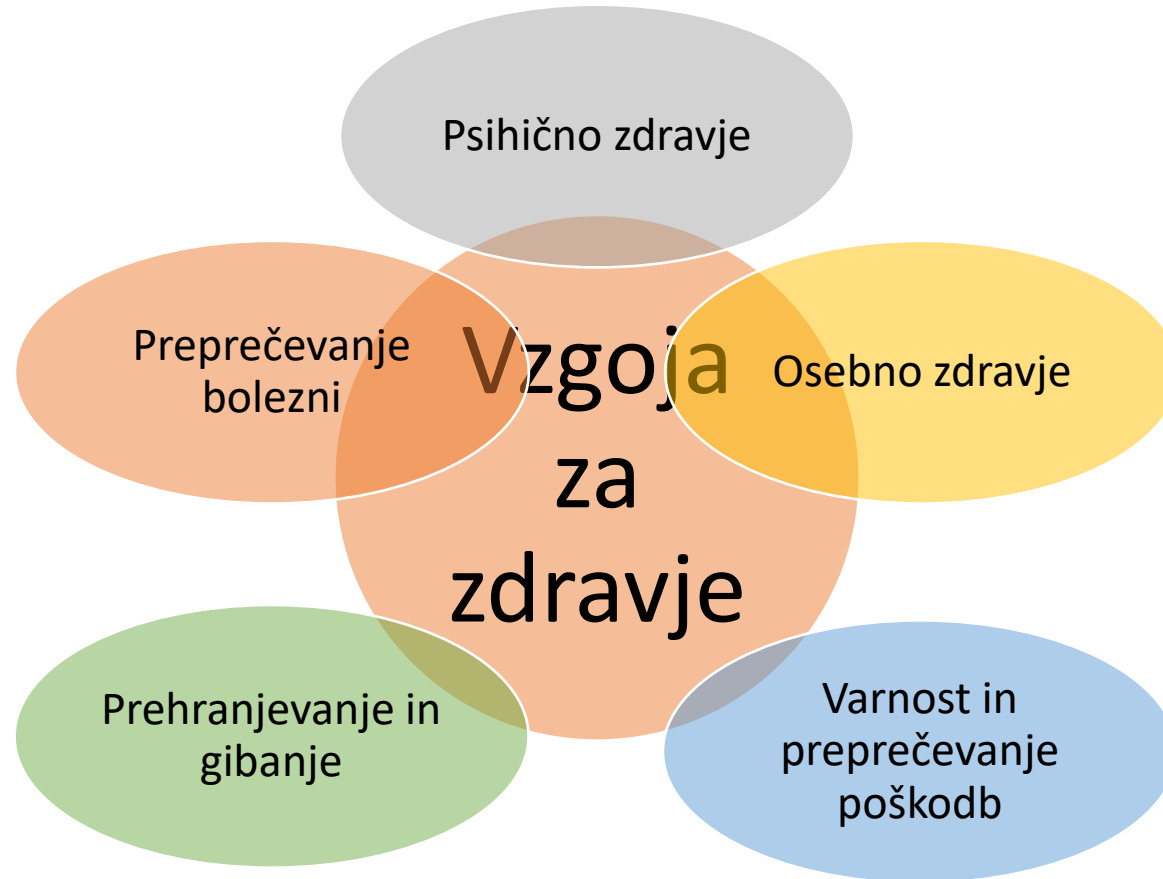 Psihično zdravje
Preprečevanje
bolezni
Vzgoja
za
zdravje
Osebno zdravje
Prehranjevanje in
gibanje
Varnost in
preprečevanje
poškodb